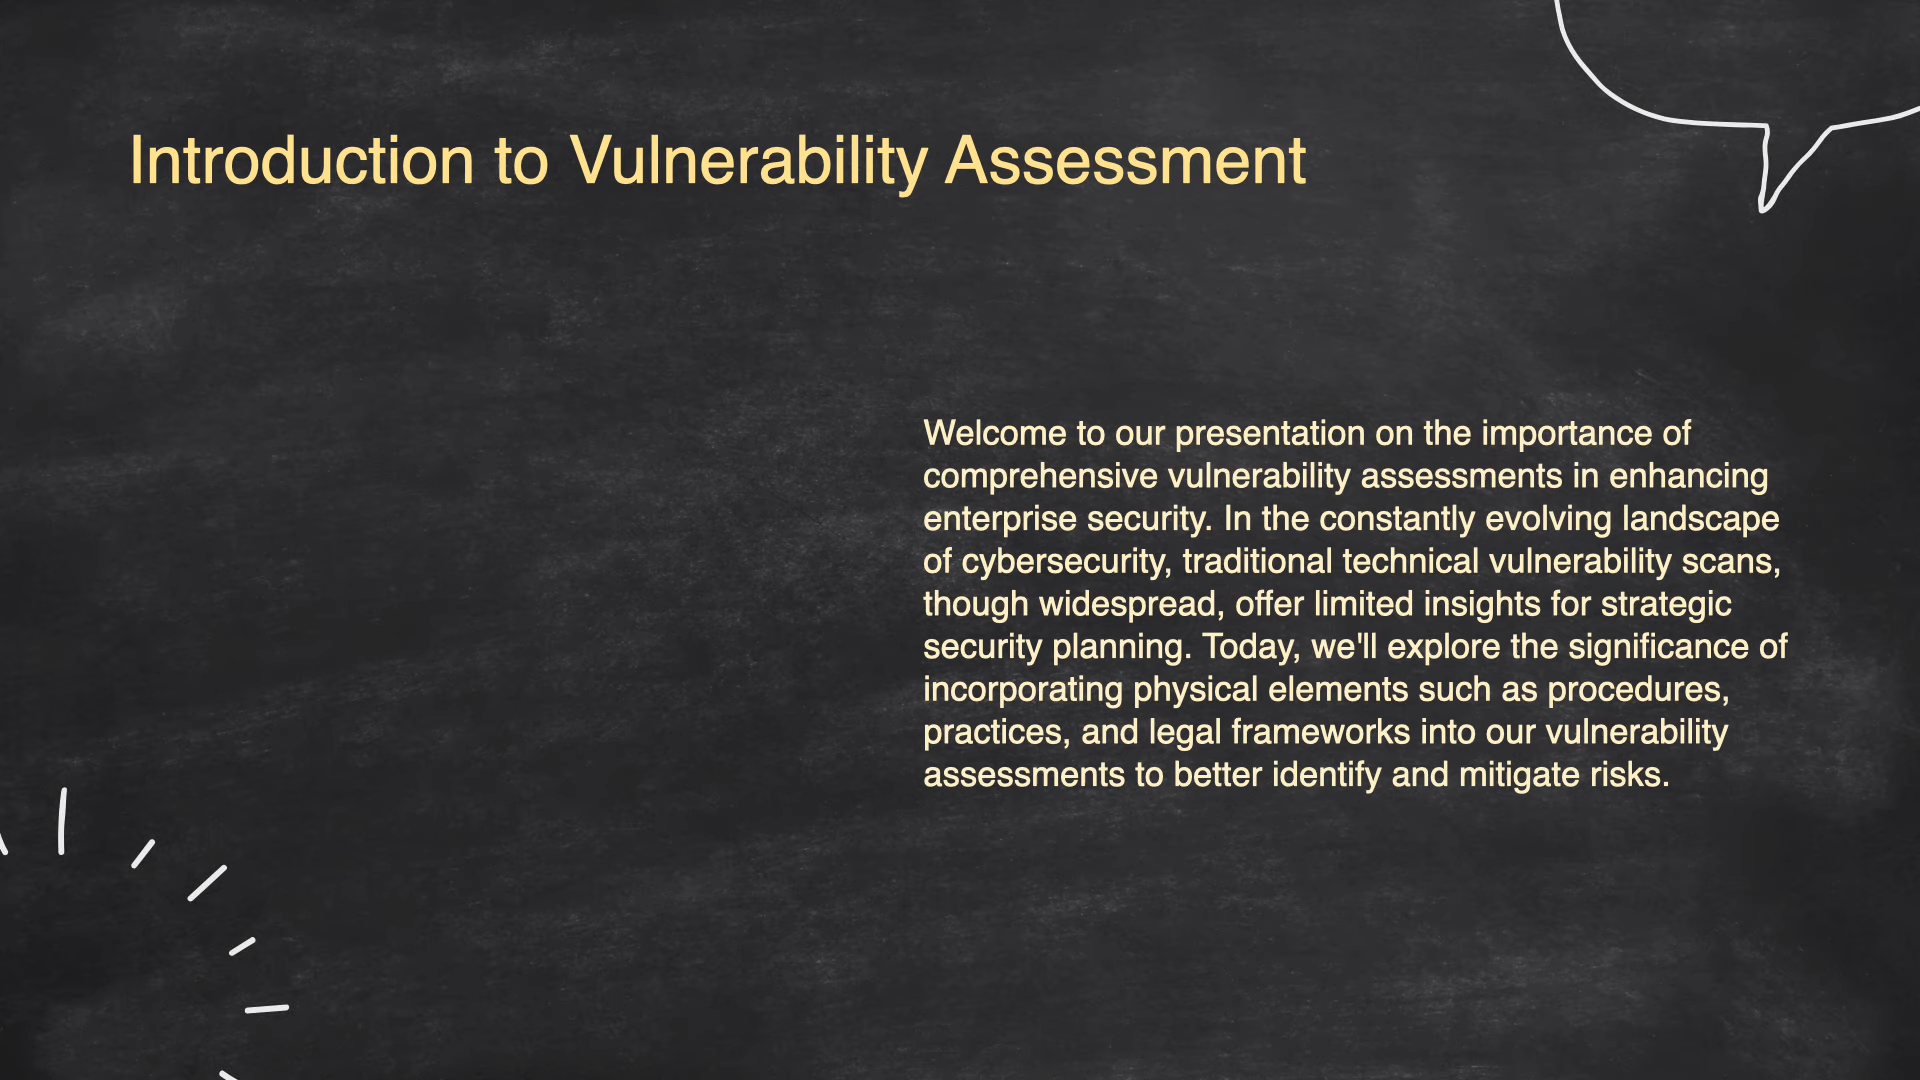 Introduction to Vulnerability Assessment
Welcome to our presentation on the importance of
comprehensive vulnerability assessments in enhancing
enterprise security. In the constantly evolving landscape
of cybersecurity, traditional technical vulnerability scans,
though widespread, offer limited insights for strategic
security planning. Today, we'll explore the significance of
incorporating physical elements such as procedures,
practices, and legal frameworks into our vulnerability
assessments to better identify and mitigate risks.